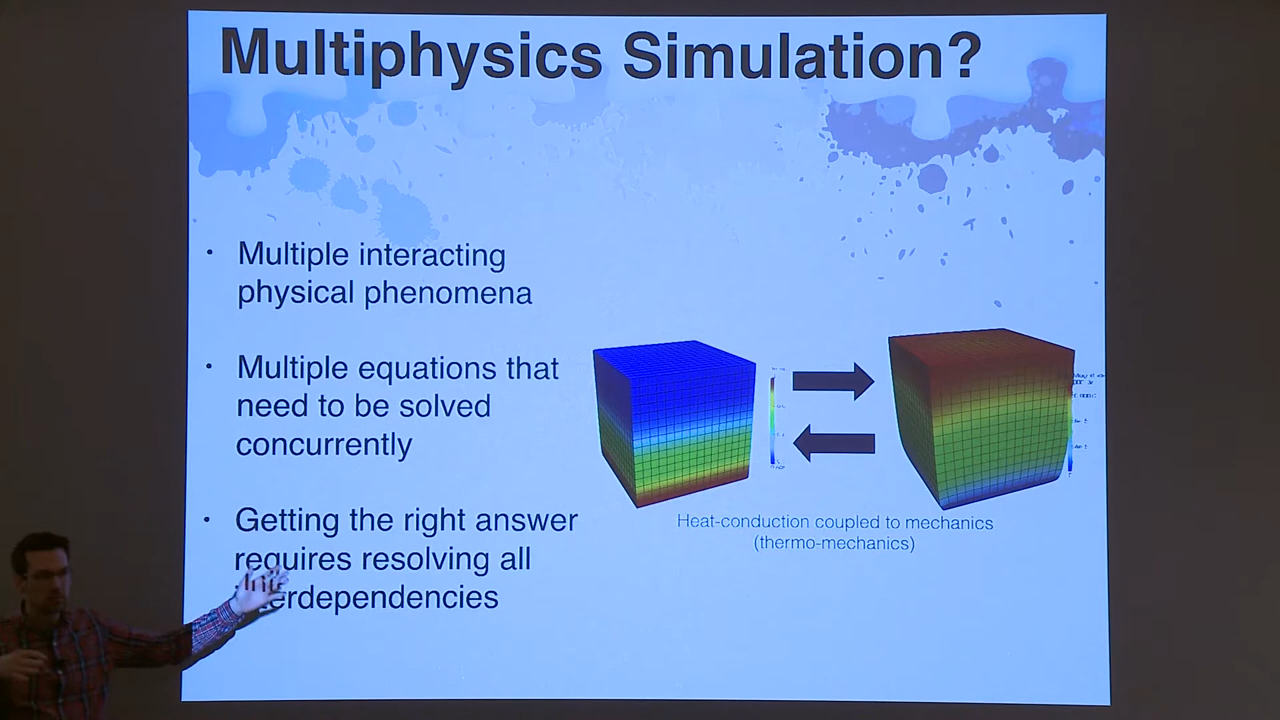 Multiphysics Simulation?
• Multiple interacting
physical phenomena
• Multiple equations that
need to be solved
concurrently
• Getting the right answer
requires resolving all
interdependencies
Heat-conduction coupled to mechanics
(thermo-mechanics)